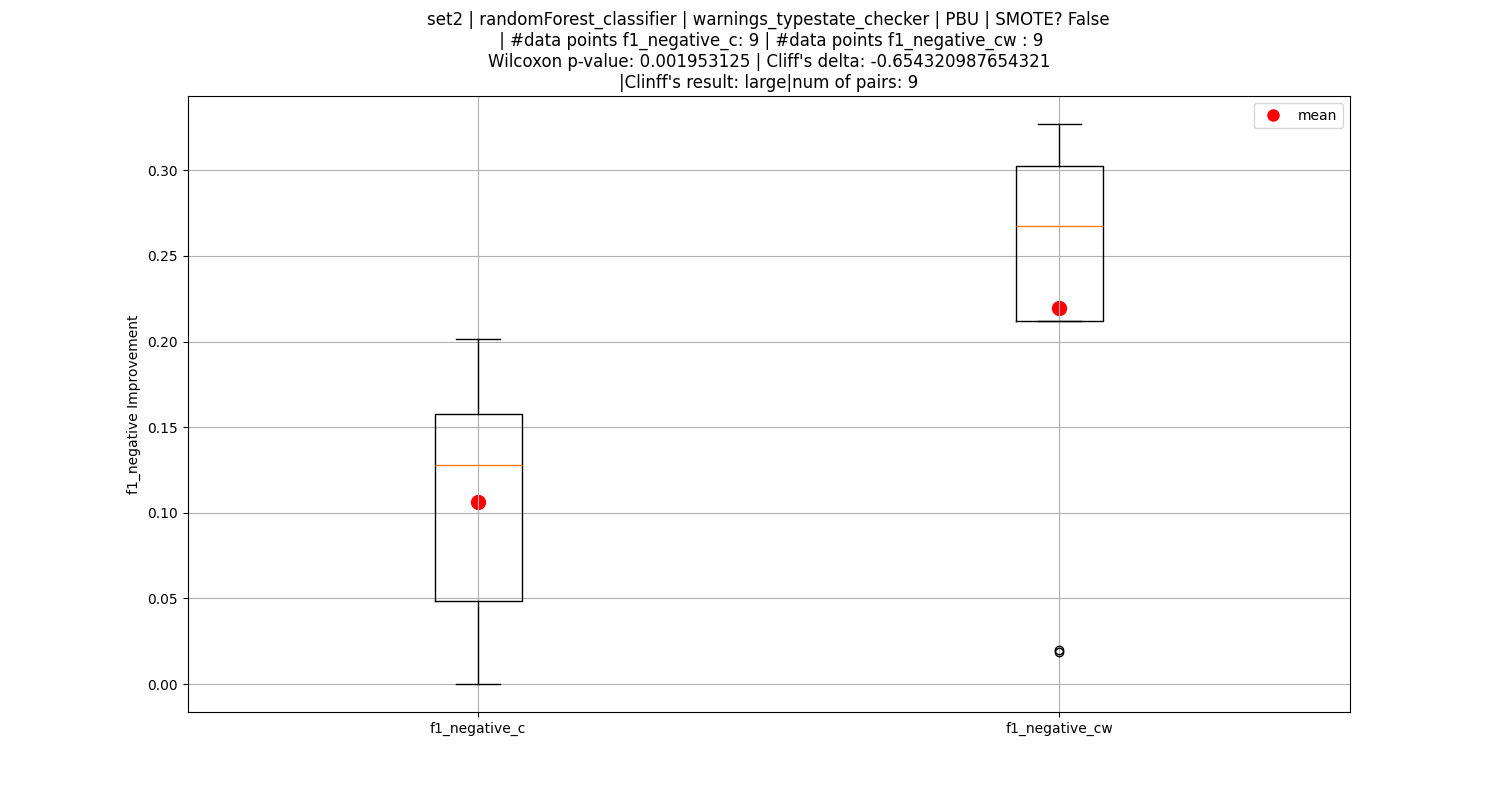 set2 | randomForest_classifier | warnings_typestate_checker | PBU | SMOTE? False
| #data points f1_negative_c: 9 | #data points f1_negative_cw : 9
Wilcoxon p-value: 0.001953125 | Cliff's delta: -0.654320987654321
|Clinff's result: large|num of pairs: 9
mean
0.30
0.25
0.20
0.15
0.10
0.05
0.00
f1_negative Improvement
f1_negative_c
f1_negative_cw